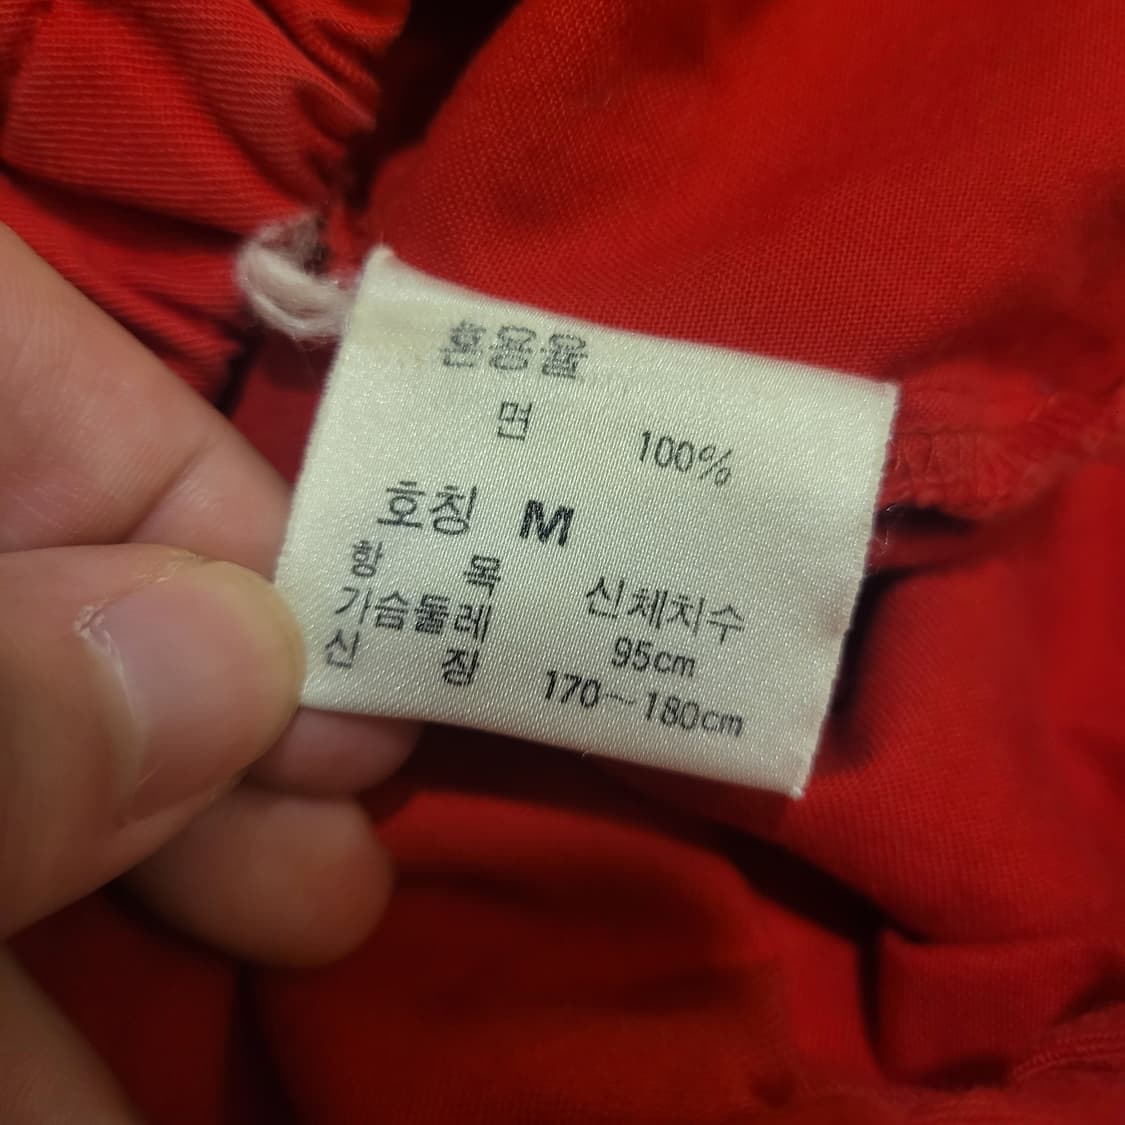 혼용율
면 100%
호칭 M
항 목 신체치수
가슴둘레 95cm
신 장 170~180cm